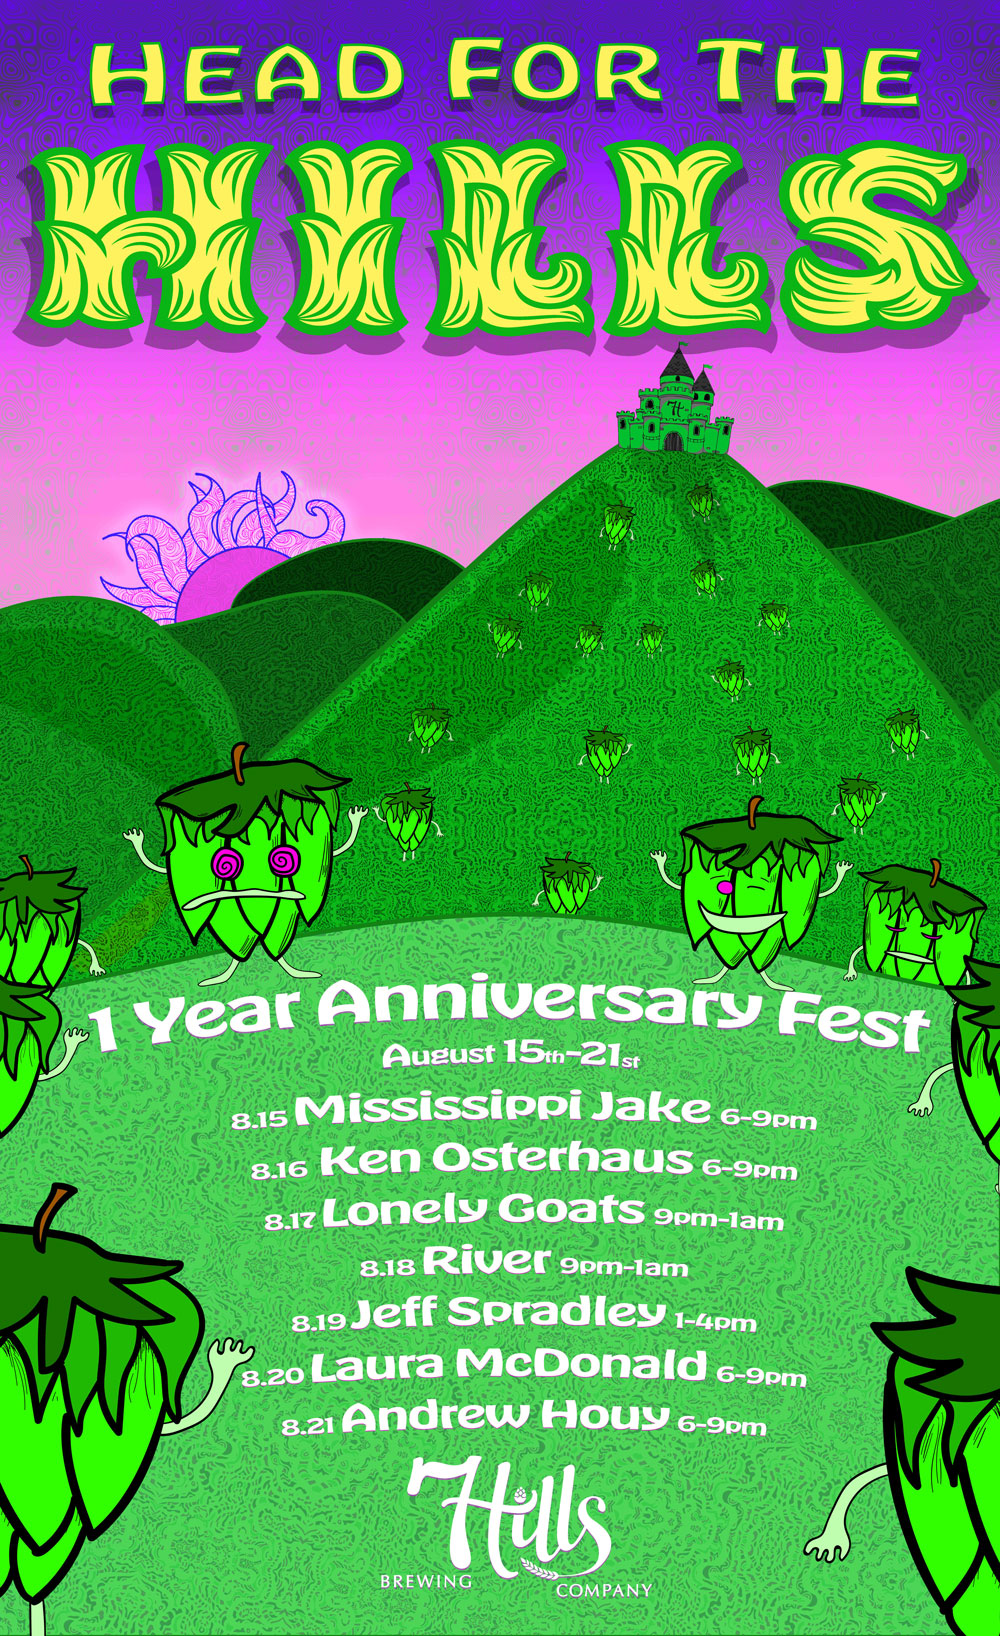 HEAD FOR THE
HILLS
7H
1 Year Anniversary Fest
August 15th-21st
8.15 Mississippi Jake 6-9pm
8.16 Ken Osterhaus 6-9pm
8.17 Lonely Goats 9pm-1am
8.18 River 9pm-1am
8.19 Jeff Spradley 1-4pm
8.20 Laura McDonald 6-9pm
8.21 Andrew Houy 6-9pm
7 Hills
BREWING COMPANY